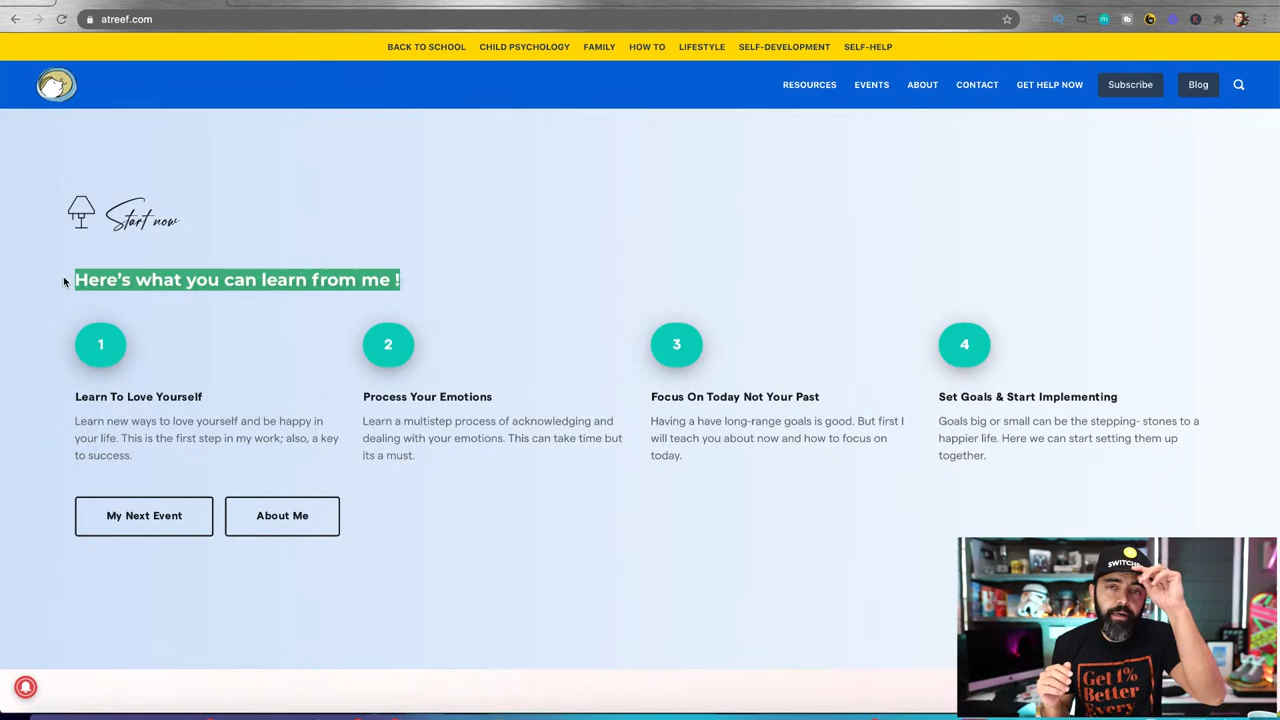 atreef.com
BACK TO SCHOOL CHILD PSYCHOLOGY FAMILY HOW TO LIFESTYLE SELF-DEVELOPMENT SELF-HELP
RESOURCES EVENTS ABOUT CONTACT GET HELP NOW Subscribe Blog
Start now
Here's what you can learn from me !
1 2 3 4
Learn To Love Yourself
Learn new ways to love yourself and be happy in
your life. This is the first step in my work; also, a key
to success.
Process Your Emotions
Learn a multistep process of acknowledging and
dealing with your emotions. This can take time but
its a must.
Focus On Today Not Your Past
Having a have long-range goals is good. But first I
will teach you about now and how to focus on
today.
Set Goals & Start Implementing
Goals big or small can be the stepping- stones to a
happier life. Here we can start setting them up
together.
My Next Event About Me
Get 1%
Better
Every